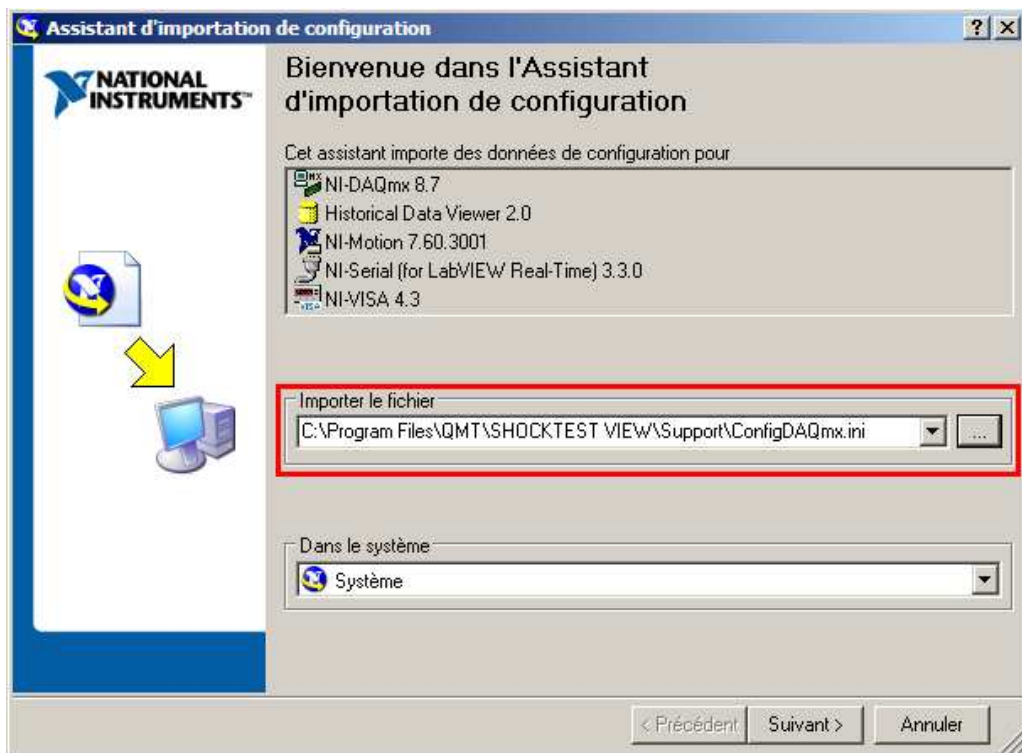 Assistant d'importation de configuration
NATIONAL
INSTRUMENTS™
Bienvenue dans l'Assistant
d'importation de configuration
Cet assistant importe des données de configuration pour
NI-DAQmx 8.7
Historical Data Viewer 2.0
NI-Motion 7.60.3001
NI-Serial (for LabVIEW Real-Time) 3.3.0
NI-VISA 4.3
Importer le fichier
C:\Program Files\QMT\SHOCKTEST VIEW\Support\ConfigDAQmx.ini
...
Dans le système
Système
< Précédent
Suivant >
Annuler